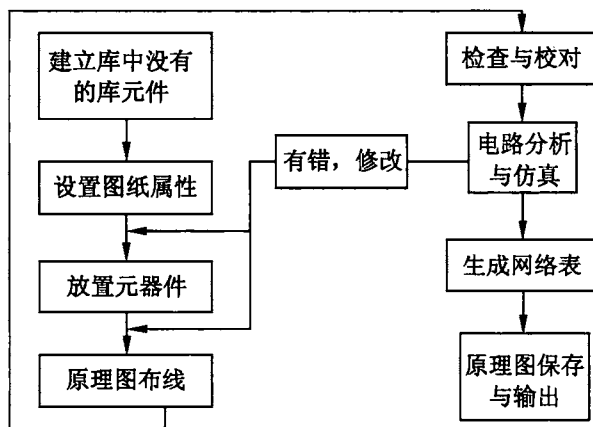 建立库中没有
的库元件
设置图纸属性
放置元器件
原理图布线
有错，修改
检查与校对
电路分析
与仿真
生成网络表
原理图保存
与输出